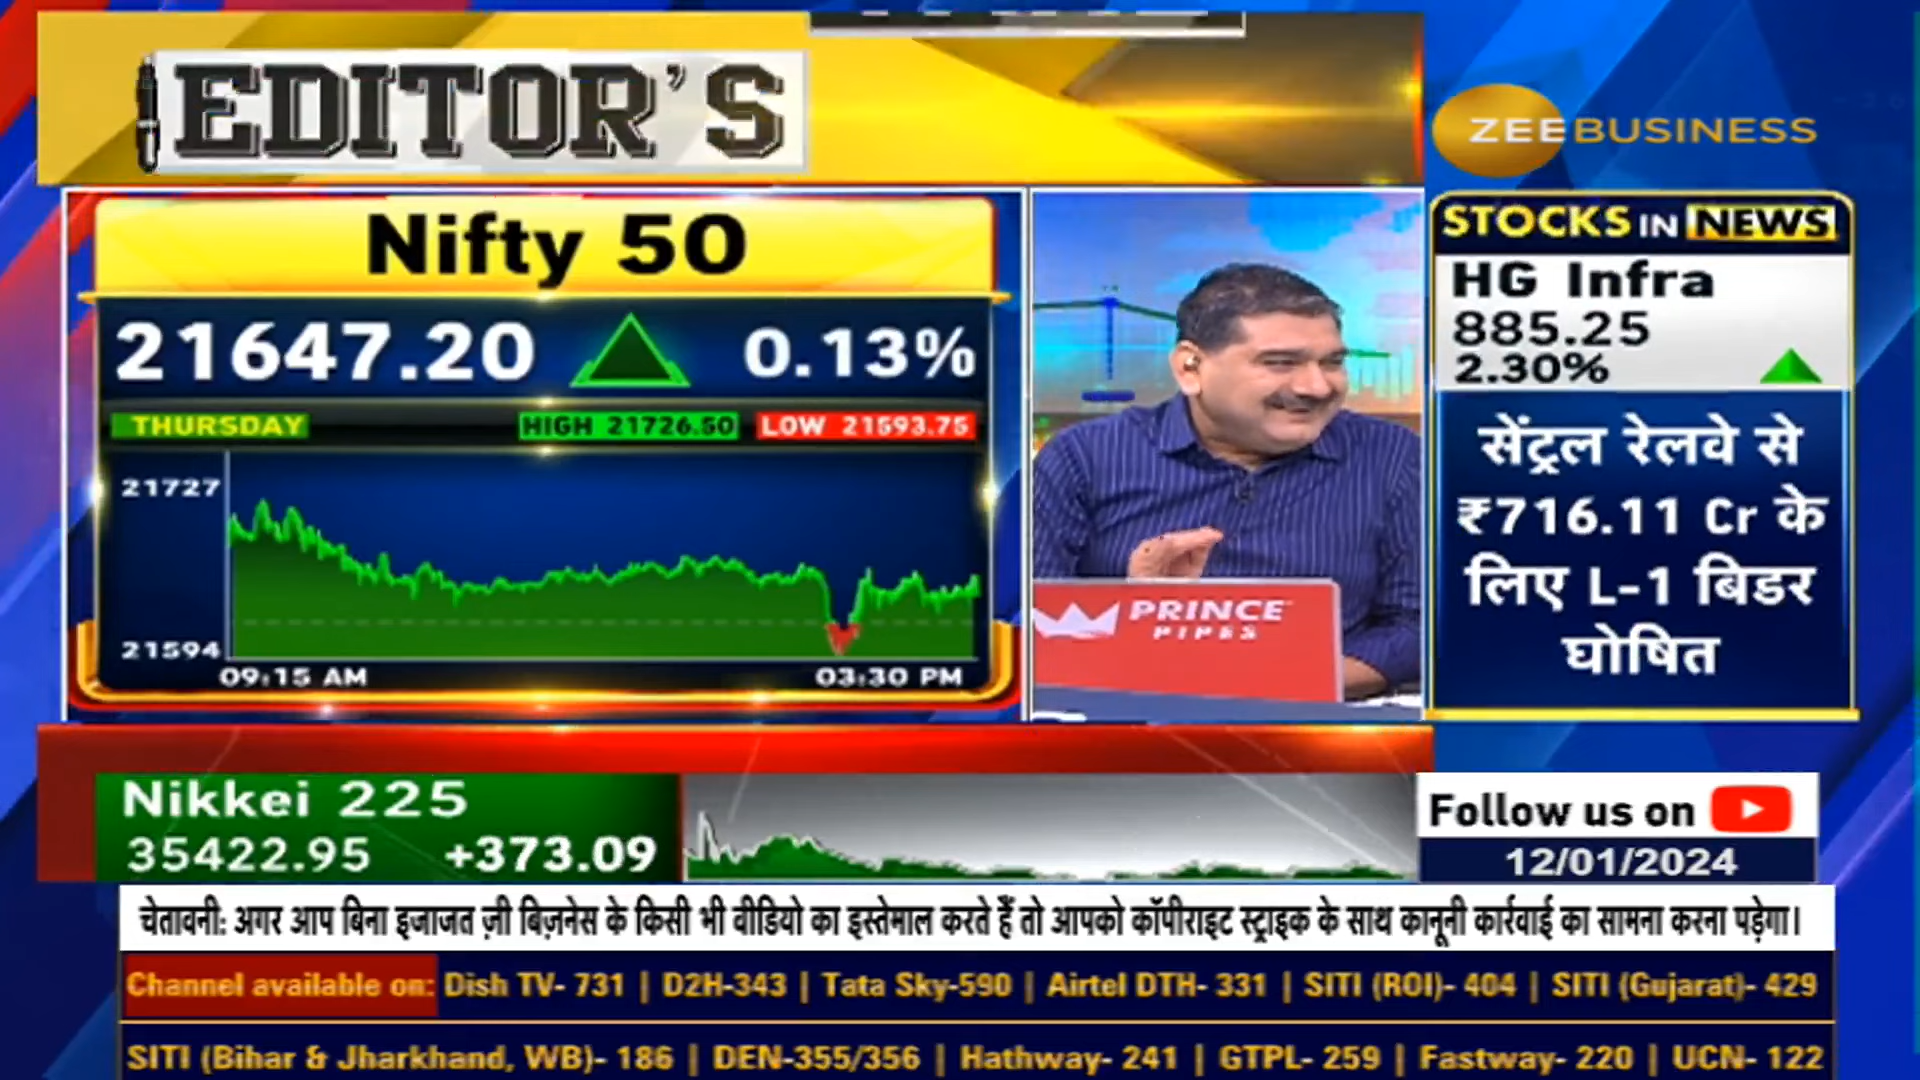 EDITOR'S
ZEEBUSINESS
Nifty 50
21647.20 0.13%
THURSDAY HIGH 21726.50 LOW 21593.75
21727
21594
09:15 AM 03:30 PM
PRINCE
PIPES
STOCKS IN NEWS
HG Infra
885.25
2.30%
सेंट्रल रेलवे से
₹716.11 Cr के
लिए L-1 बिडर
घोषित
Nikkei 225
35422.95 +373.09
Follow us on
12/01/2024
चेतावनी: अगर आप बिना इजाजत ज़ी बिज़नेस के किसी भी वीडियो का इस्तेमाल करते हैं तो आपको कॉपीराइट स्ट्राइक के साथ कानूनी कार्रवाई का सामना करना पड़ेगा।
Channel available on: Dish TV- 731 | D2H-343 | Tata Sky-590 | Airtel DTH- 331 | SITI (ROI)- 404 | SITI (Gujarat)- 429
SITI (Bihar & Jharkhand, WB)- 186 | DEN-355/356 | Hathway- 241 | GTPL- 259 | Fastway- 220 | UCN- 122